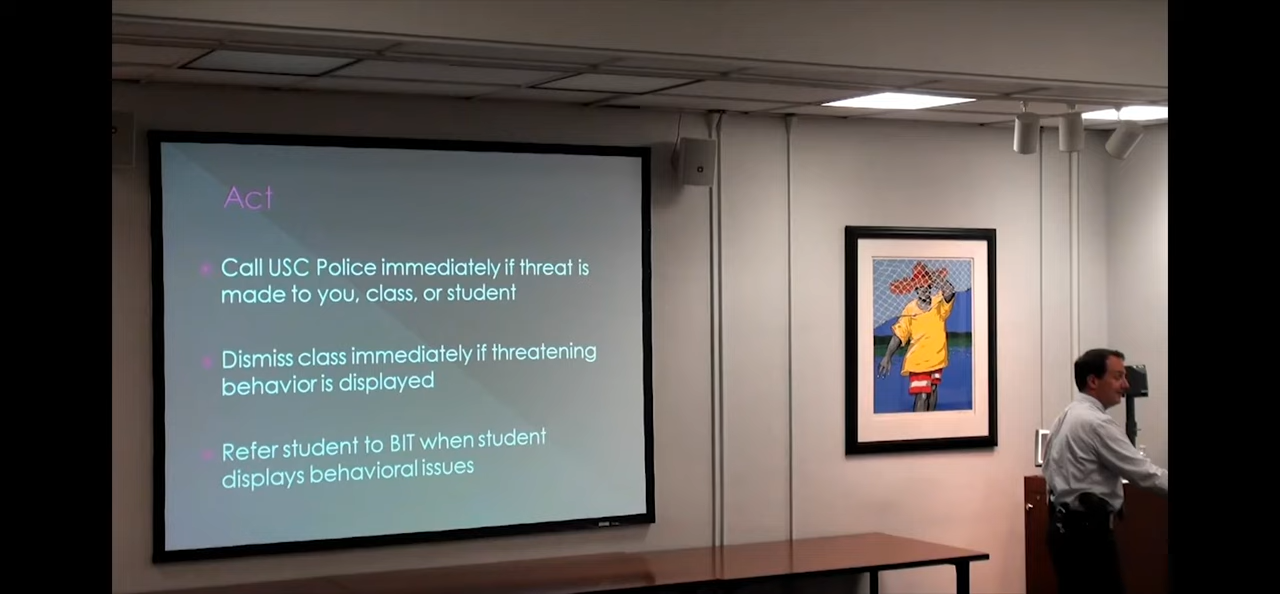 Act
Call USC Police immediately if threat is
made to you, class, or student
Dismiss class immediately if threatening
behavior is displayed
Refer student to BIT when student
displays behavioral issues